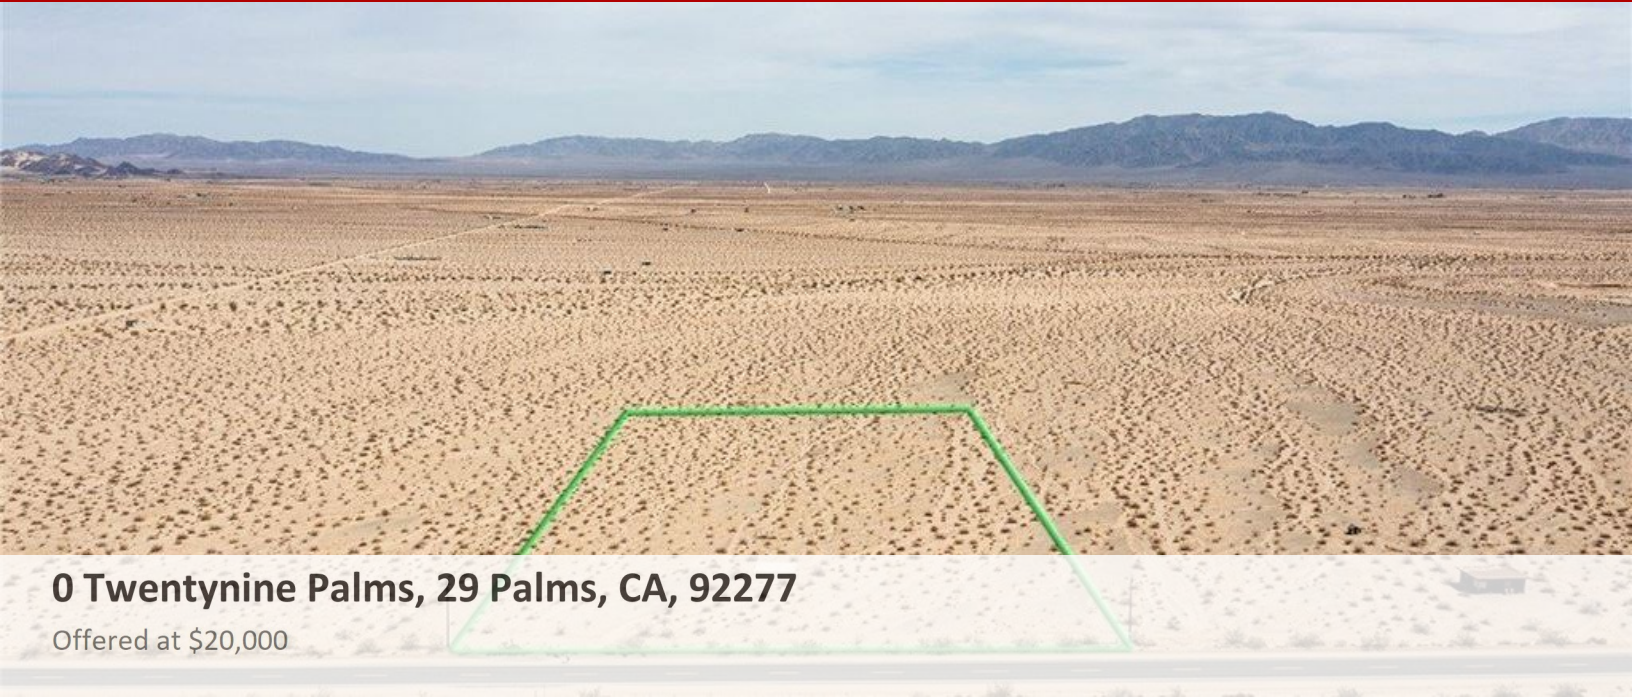 0 Twentynine Palms, 29 Palms, CA, 92277
Offered at $20,000